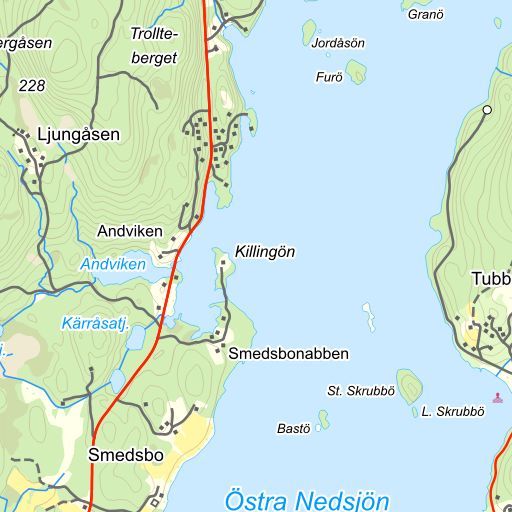 Granö
Trollte-
berget
ergåsen
Jordåsön
Furö
228
Ljungåsen
Andviken
Killingön
Andviken
Tubb
Kärråsatj.
j.
Smedsbonabben
St. Skrubbö
L. Skrubbö
Bastö
Smedsbo
Östra Nedsjön